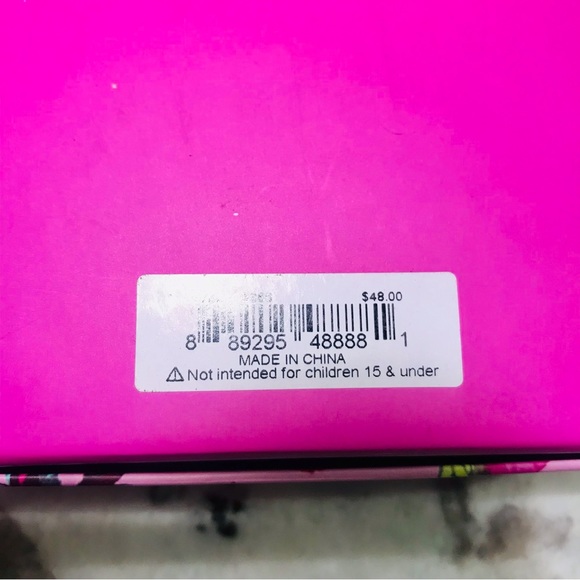 $48.00
8 89295 48888 1
MADE IN CHINA
⚠ Not intended for children 15 & under